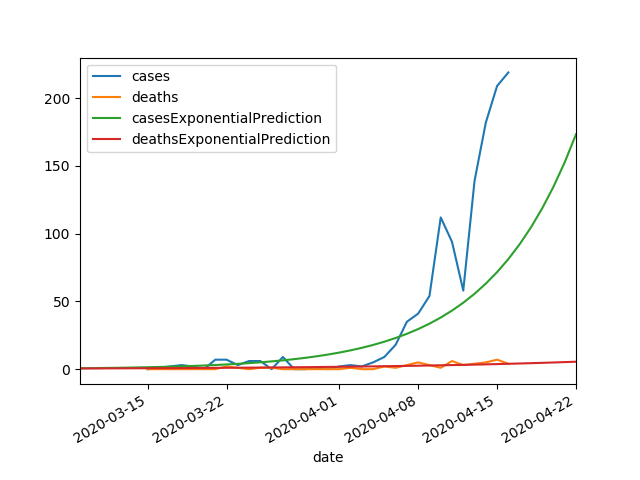 cases
deaths
casesExponentialPrediction
deathsExponentialPrediction
200
150
100
50
0
2020-03-15
2020-03-22
2020-04-01
2020-04-08
2020-04-15
2020-04-22
date